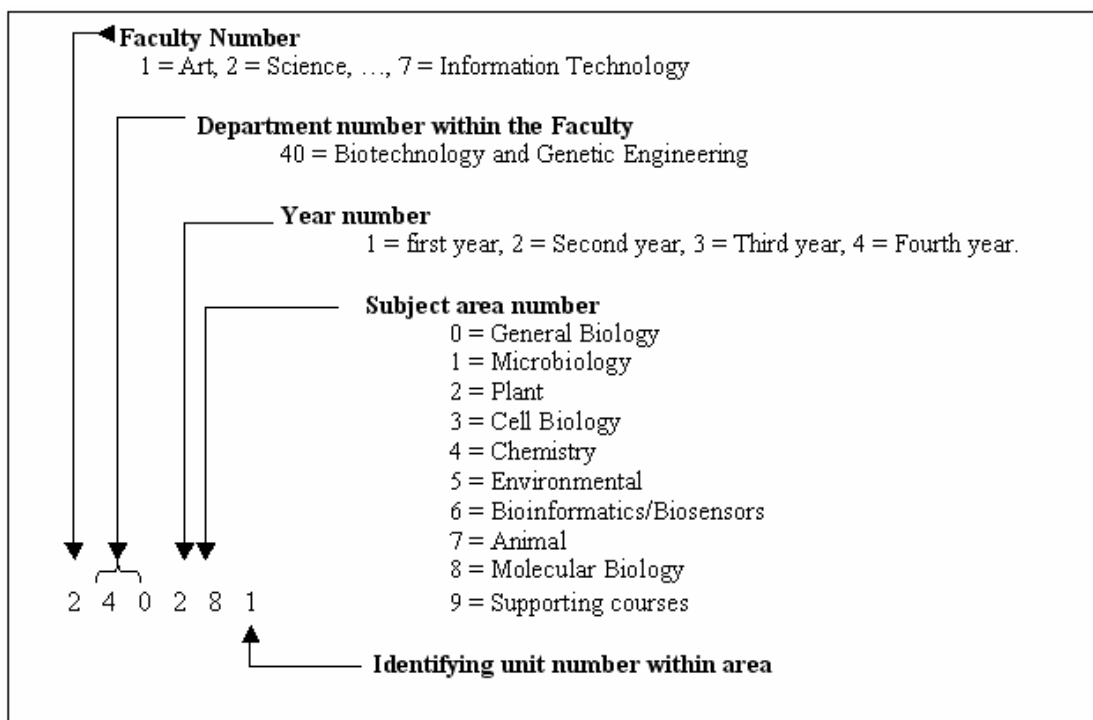 Faculty Number
1 = Art, 2 = Science, …, 7 = Information Technology
Department number within the Faculty
40 = Biotechnology and Genetic Engineering
Year number
1 = first year, 2 = Second year, 3 = Third year, 4 = Fourth year.
Subject area number
0 = General Biology
1 = Microbiology
2 = Plant
3 = Cell Biology
4 = Chemistry
5 = Environmental
6 = Bioinformatics/Biosensors
7 = Animal
8 = Molecular Biology
9 = Supporting courses
2 4 0 2 8 1
Identifying unit number within area